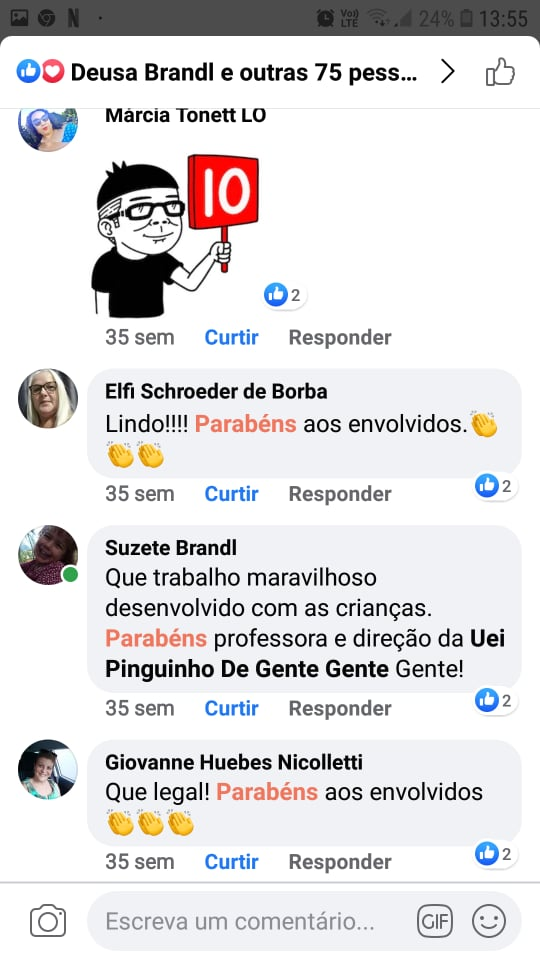 N
Vo)) LTE 24% 13:55
Deusa Brandl e outras 75 pess...
Márcia Tonett LO
10
2
35 sem Curtir Responder
Elfi Schroeder de Borba
Lindo!!!! Parabéns aos envolvidos.👏
👏👏
2
35 sem Curtir Responder
Suzete Brandl
Que trabalho maravilhoso
desenvolvido com as crianças.
Parabéns professora e direção da Uei
Pinguinho De Gente Gente Gente!
2
35 sem Curtir Responder
Giovanne Huebes Nicolletti
Que legal! Parabéns aos envolvidos
👏👏👏
2
35 sem Curtir Responder
Escreva um comentário... GIF